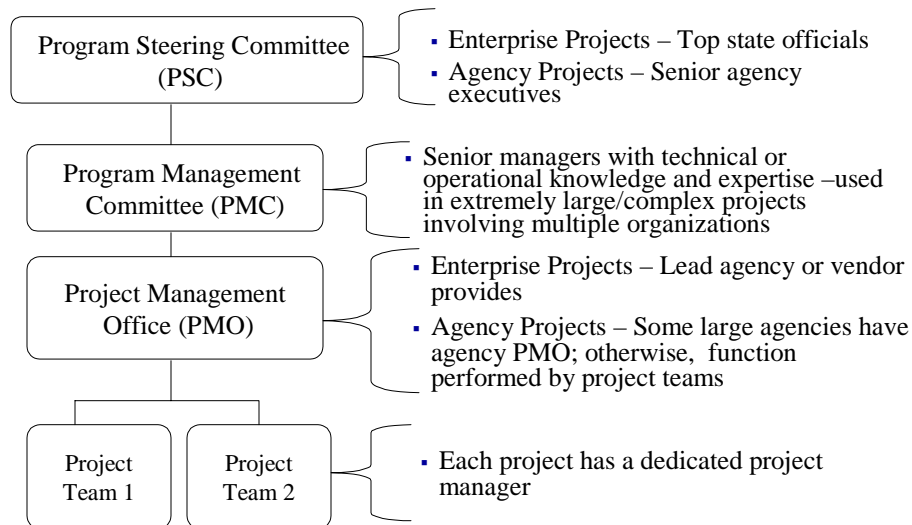 Program Steering Committee
(PSC)
▪ Enterprise Projects – Top state officials
▪ Agency Projects – Senior agency
executives
Program Management
Committee (PMC)
▪ Senior managers with technical or
operational knowledge and expertise –used
in extremely large/complex projects
involving multiple organizations
Project Management
Office (PMO)
▪ Enterprise Projects – Lead agency or vendor
provides
▪ Agency Projects – Some large agencies have
agency PMO; otherwise, function
performed by project teams
Project
Team 1
Project
Team 2
▪ Each project has a dedicated project
manager